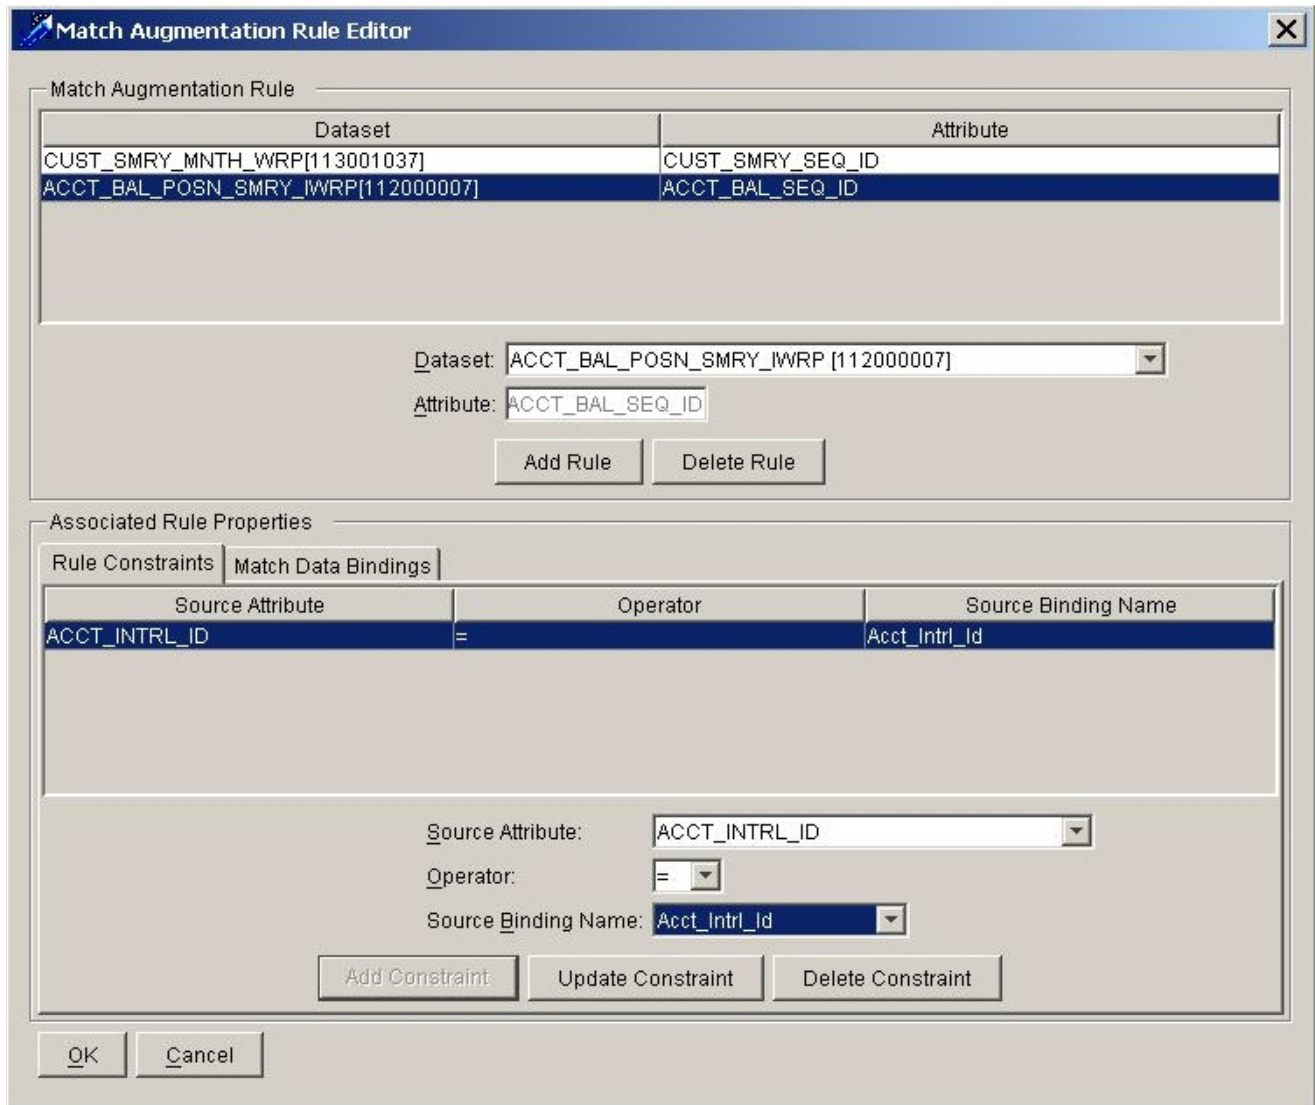 Match Augmentation Rule Editor
Match Augmentation Rule
Dataset Attribute
CUST_SMRY_MNTH_WRP[113001037] CUST_SMRY_SEQ_ID
ACCT_BAL_POSN_SMRY_IWRP[112000007] ACCT_BAL_SEQ_ID
Dataset: ACCT_BAL_POSN_SMRY_IWRP [112000007]
Attribute: ACCT_BAL_SEQ_ID
Add Rule Delete Rule
Associated Rule Properties
Rule Constraints Match Data Bindings
Source Attribute Operator Source Binding Name
ACCT_INTRL_ID = Acct_Intrl_Id
Source Attribute: ACCT_INTRL_ID
Operator: =
Source Binding Name: Acct_Intrl_Id
Add Constraint Update Constraint Delete Constraint
OK Cancel